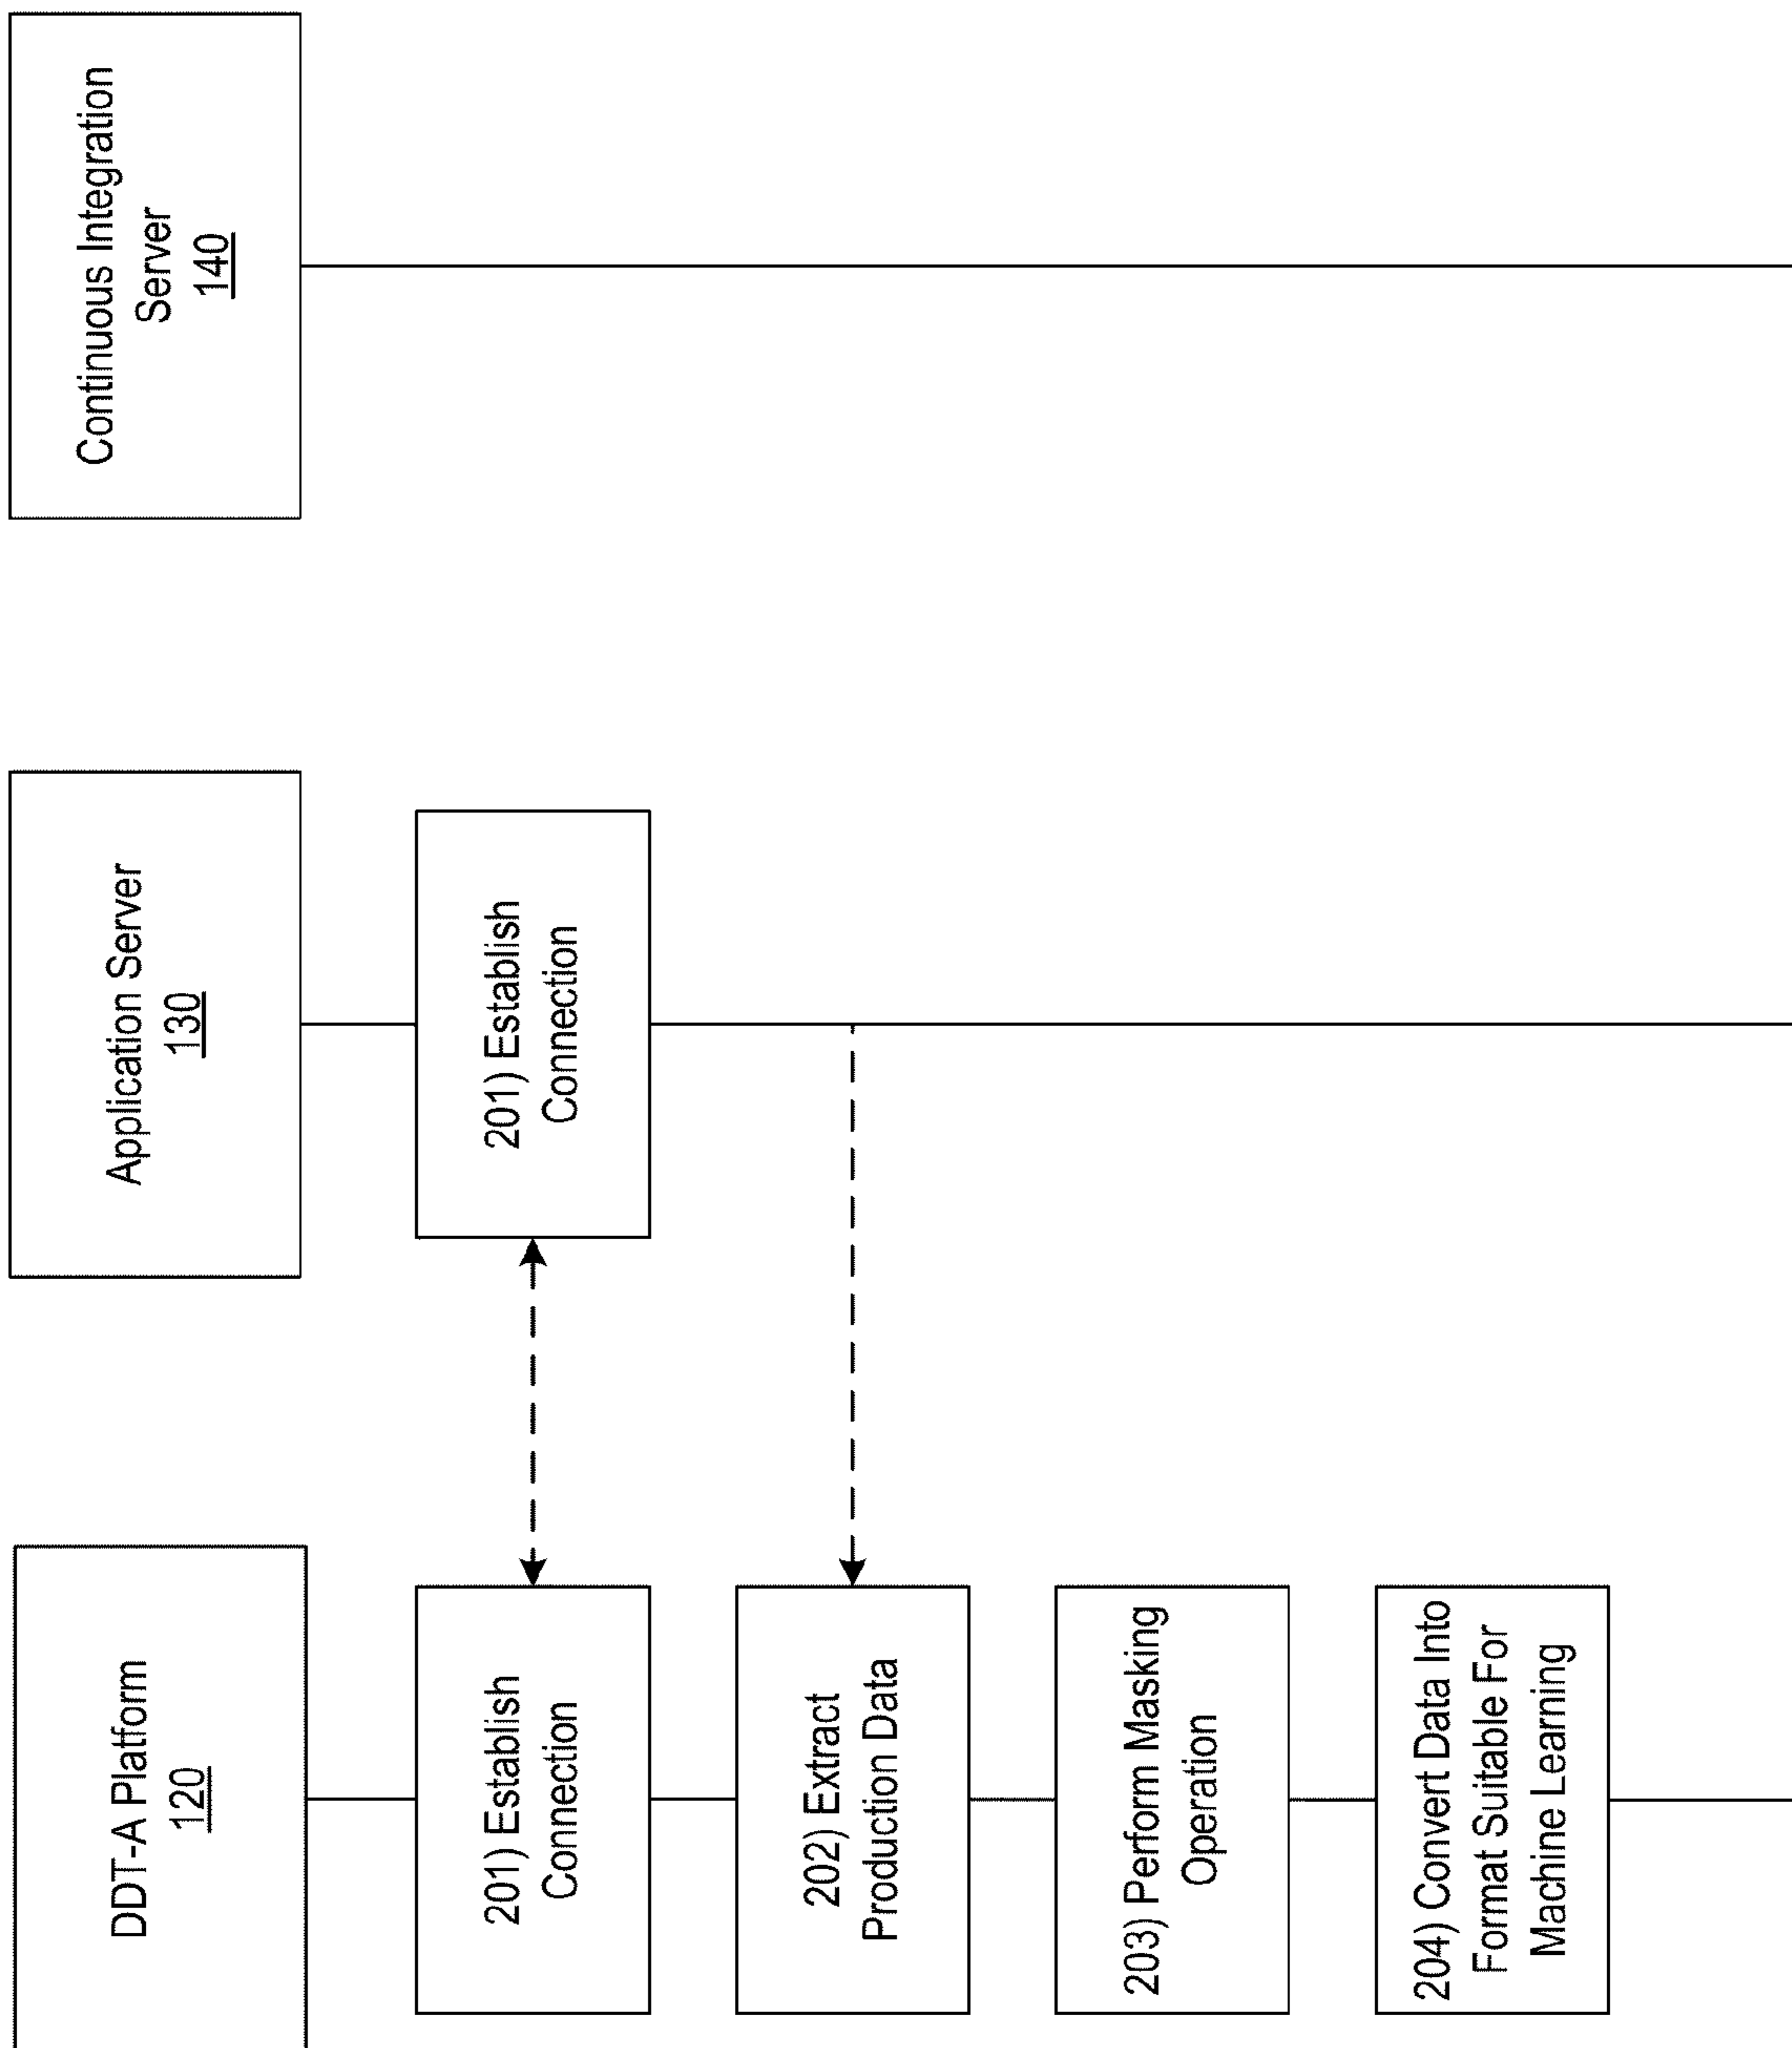 DDT-A Platform
120
Application Server
130
Continuous Integration
Server
140
201) Establish
Connection
201) Establish
Connection
202) Extract
Production Data
203) Perform Masking
Operation
204) Convert Data Into
Format Suitable For
Machine Learning